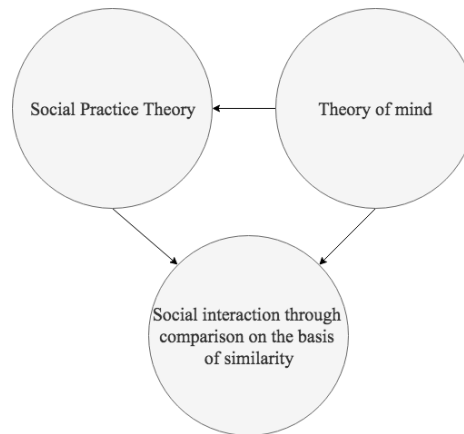 Social Practice Theory
Theory of mind
Social interaction through
comparison on the basis
of similarity